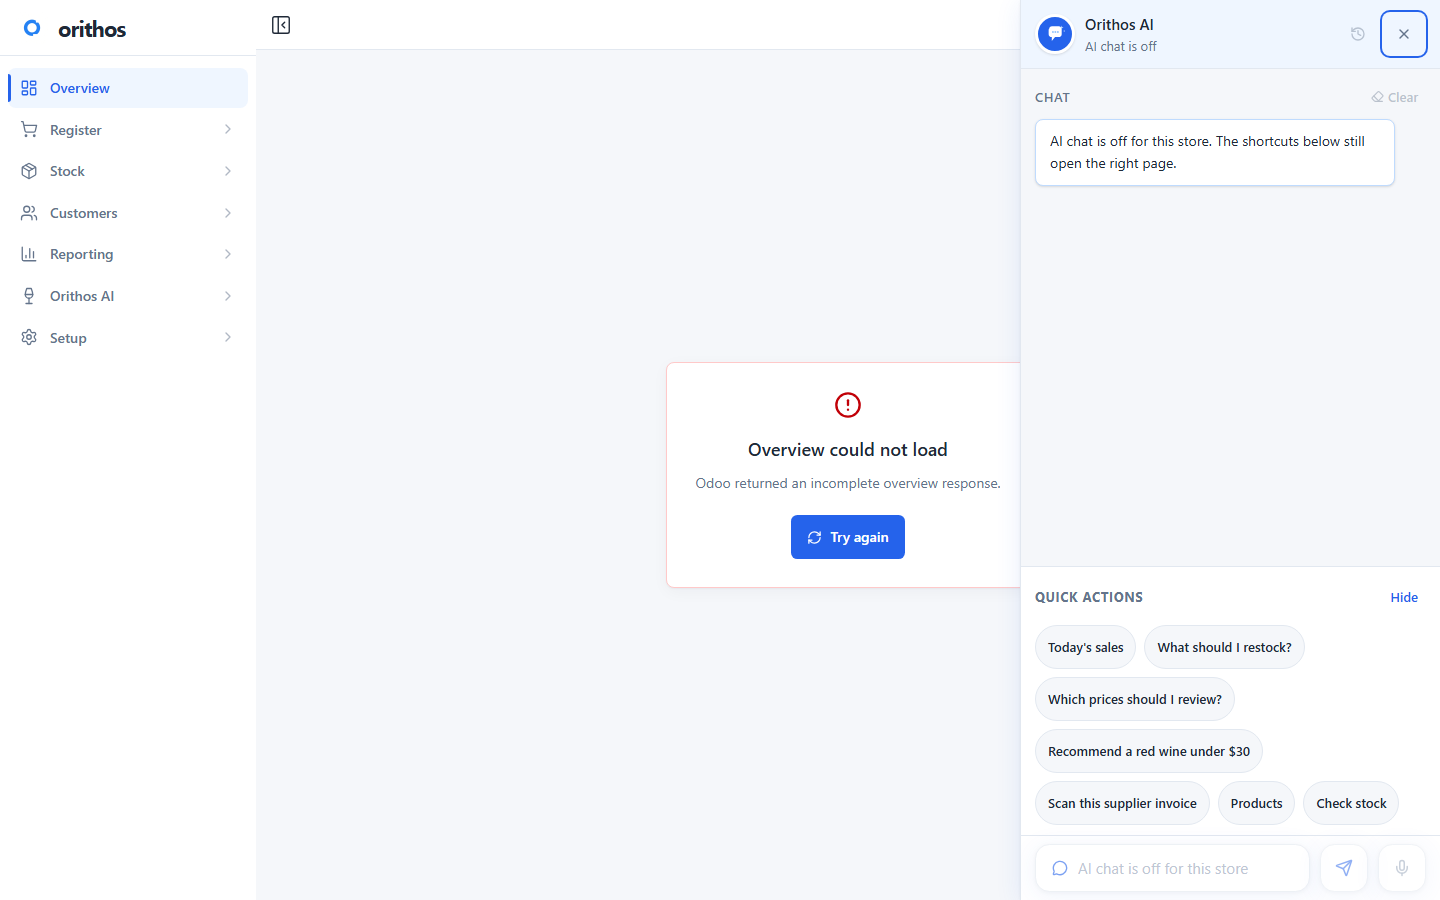 orithos
Overview
Register
Stock
Customers
Reporting
Orithos AI
Setup
Overview could not load
Odoo returned an incomplete overview response.
Try again
Orithos AI
AI chat is off
CHAT
Clear
AI chat is off for this store. The shortcuts below still
open the right page.
QUICK ACTIONS
Hide
Today's sales
What should I restock?
Which prices should I review?
Recommend a red wine under $30
Scan this supplier invoice
Products
Check stock
AI chat is off for this store